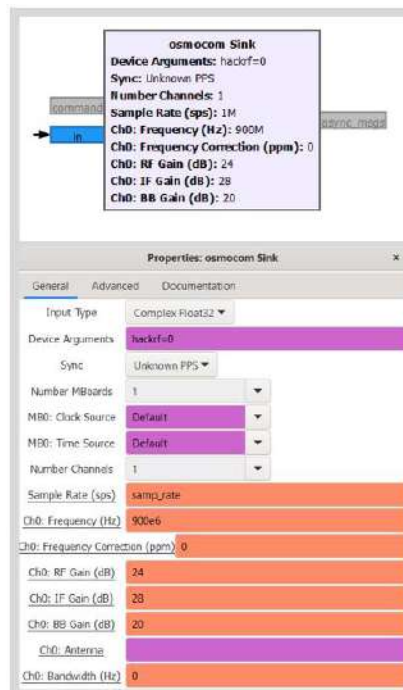 osmocom Sink
Device Arguments: hackrf=0
Sync: Unknown PPS
Number Channels: 1
Sample Rate (sps): 1M
Ch0: Frequency (Hz): 900M
Ch0: Frequency Correction (ppm): 0
Ch0: RF Gain (dB): 24
Ch0: IF Gain (dB): 28
Ch0: BB Gain (dB): 20
command
in
async_msgs
Properties: osmocom Sink ×
General Advanced Documentation
Input Type Complex Float32
Device Arguments hackrf=0
Sync Unknown PPS
Number MBoards 1
MB0: Clock Source Default
MB0: Time Source Default
Number Channels 1
Sample Rate (sps) samp_rate
Ch0: Frequency (Hz) 900e6
Ch0: Frequency Correction (ppm) 0
Ch0: RF Gain (dB) 24
Ch0: IF Gain (dB) 28
Ch0: BB Gain (dB) 20
Ch0: Antenna
Ch0: Bandwidth (Hz) 0